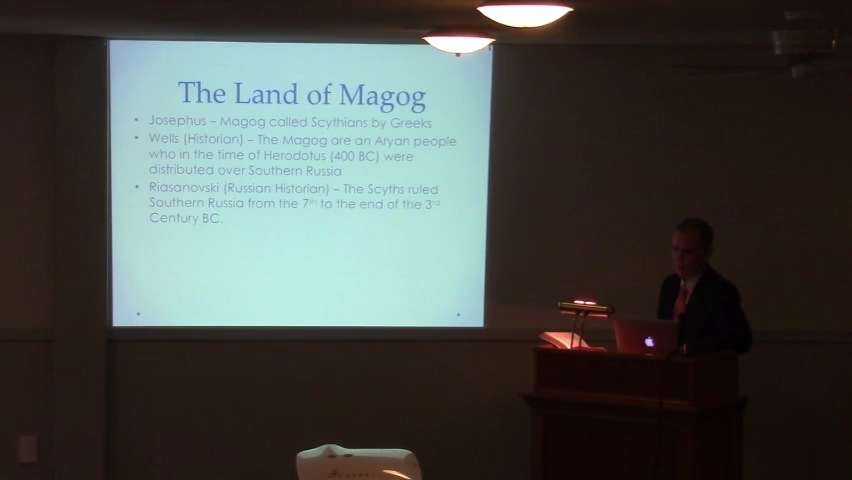 The Land of Magog
• Josephus – Magog called Scythians by Greeks
• Wells (Historian) – The Magog are an Aryan people
who in the time of Herodotus (400 BC) were
distributed over Southern Russia
• Riasanovski (Russian Historian) – The Scyths ruled
Southern Russia from the 7th to the end of the 3rd
Century BC.